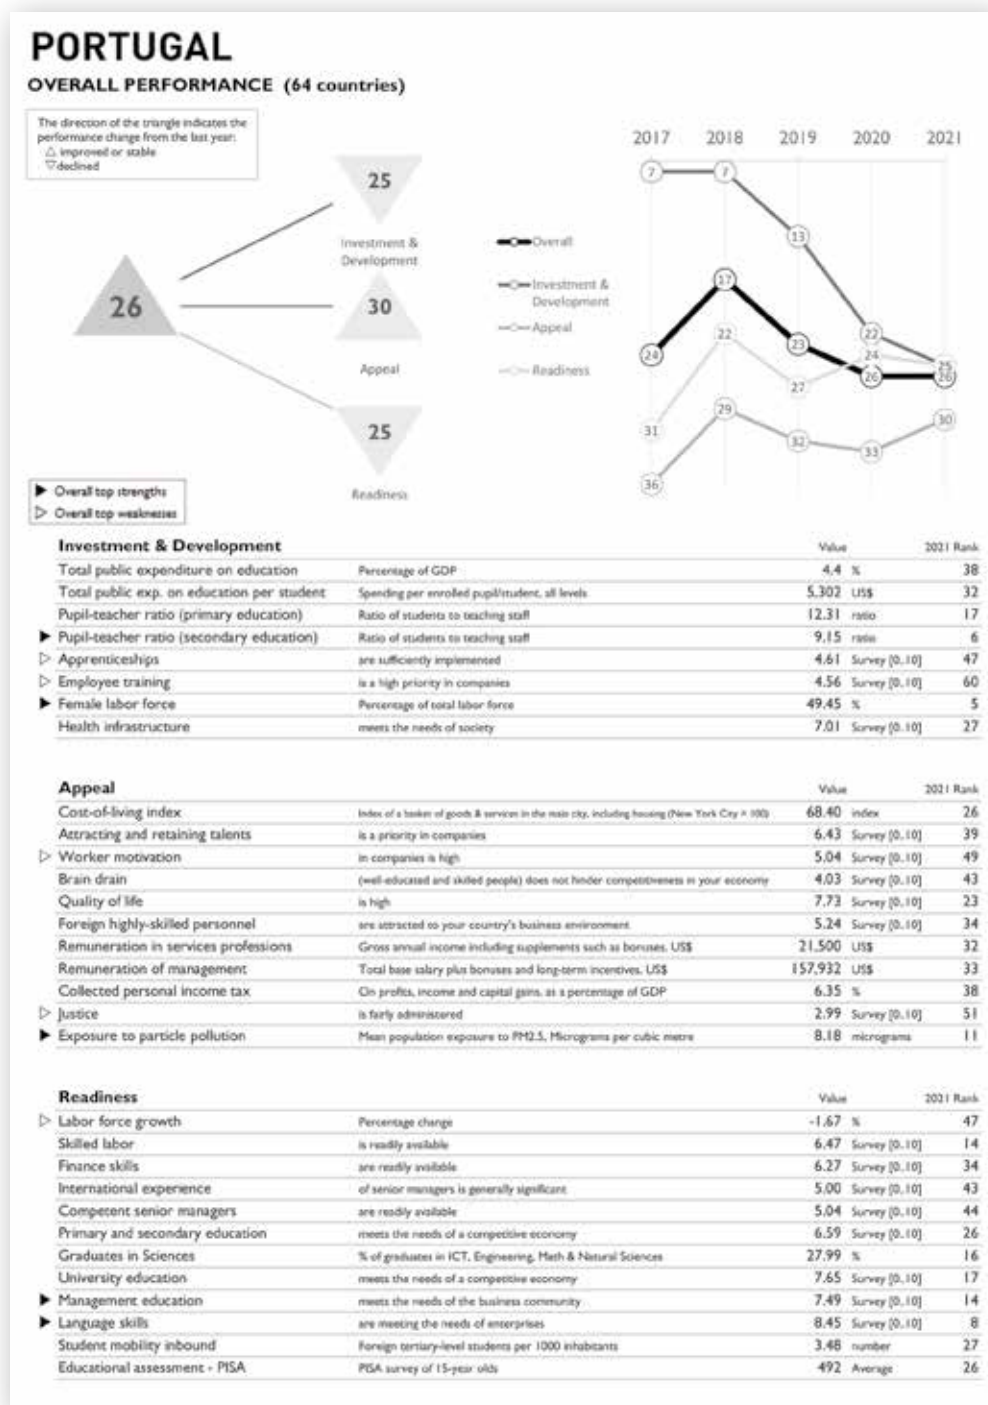 PORTUGAL
OVERALL PERFORMANCE (64 countries)
The direction of the triangle indicates the
performance change from the last year:
△ improved or stable
▽ declined
25
Investment &
Development
26
30
Appeal
25
Readiness
Overall
Investment &
Development
Appeal
Readiness
2017 2018 2019 2020 2021
7 7 13 22 25
24 17 23 26 26
31 22 27 24 25
36 29 32 33 30
▶ Overall top strengths
▷ Overall top weaknesses
Investment & Development Value 2021 Rank
Total public expenditure on education Percentage of GDP 4.4 % 38
Total public exp. on education per student Spending per enrolled pupil/student, all levels 5,302 US$ 32
Pupil-teacher ratio (primary education) Ratio of students to teaching staff 12.31 ratio 17
▶ Pupil-teacher ratio (secondary education) Ratio of students to teaching staff 9.15 ratio 6
▷ Apprenticeships are sufficiently implemented 4.61 Survey [0..10] 47
▷ Employee training is a high priority in companies 4.56 Survey [0..10] 60
▶ Female labor force Percentage of total labor force 49.45 % 5
Health infrastructure meets the needs of society 7.01 Survey [0..10] 27
Appeal Value 2021 Rank
Cost-of-living index Index of a basket of goods & services in the main city, including housing (New York City = 100) 68.40 index 26
Attracting and retaining talents is a priority in companies 6.43 Survey [0..10] 39
▷ Worker motivation in companies is high 5.04 Survey [0..10] 49
Brain drain (well-educated and skilled people) does not hinder competitiveness in your economy 4.03 Survey [0..10] 43
Quality of life is high 7.73 Survey [0..10] 23
Foreign highly-skilled personnel are attracted to your country's business environment 5.24 Survey [0..10] 34
Remuneration in services professions Gross annual income including supplements such as bonuses, US$ 21,500 US$ 32
Remuneration of management Total base salary plus bonuses and long-term incentives, US$ 157,932 US$ 33
Collected personal income tax On profits, income and capital gains, as a percentage of GDP 6.35 % 38
▷ Justice is fairly administered 2.99 Survey [0..10] 51
▶ Exposure to particle pollution Mean population exposure to PM2.5, Micrograms per cubic metre 8.18 micrograms 11
Readiness Value 2021 Rank
▷ Labor force growth Percentage change -1.67 % 47
Skilled labor is readily available 6.47 Survey [0..10] 14
Finance skills are readily available 6.27 Survey [0..10] 34
International experience of senior managers is generally significant 5.00 Survey [0..10] 43
Competent senior managers are readily available 5.04 Survey [0..10] 44
Primary and secondary education meets the needs of a competitive economy 6.59 Survey [0..10] 26
Graduates in Sciences % of graduates in ICT, Engineering, Math & Natural Sciences 27.99 % 16
University education meets the needs of a competitive economy 7.65 Survey [0..10] 17
▶ Management education meets the needs of the business community 7.49 Survey [0..10] 14
▶ Language skills are meeting the needs of enterprises 8.45 Survey [0..10] 8
Student mobility inbound Foreign tertiary-level students per 1000 inhabitants 3.48 number 27
Educational assessment - PISA PISA survey of 15-year olds 492 Average 26